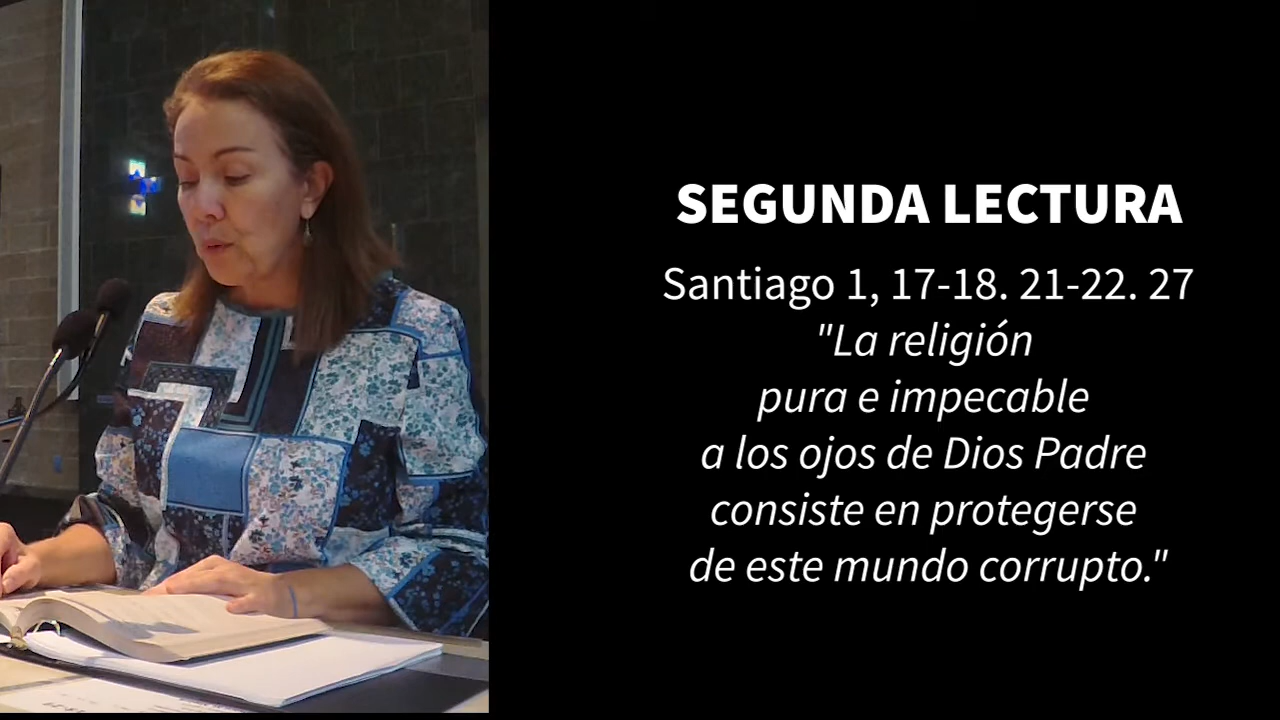 SEGUNDA LECTURA
Santiago 1, 17-18. 21-22. 27
"La religión
pura e impecable
a los ojos de Dios Padre
consiste en protegerse
de este mundo corrupto."